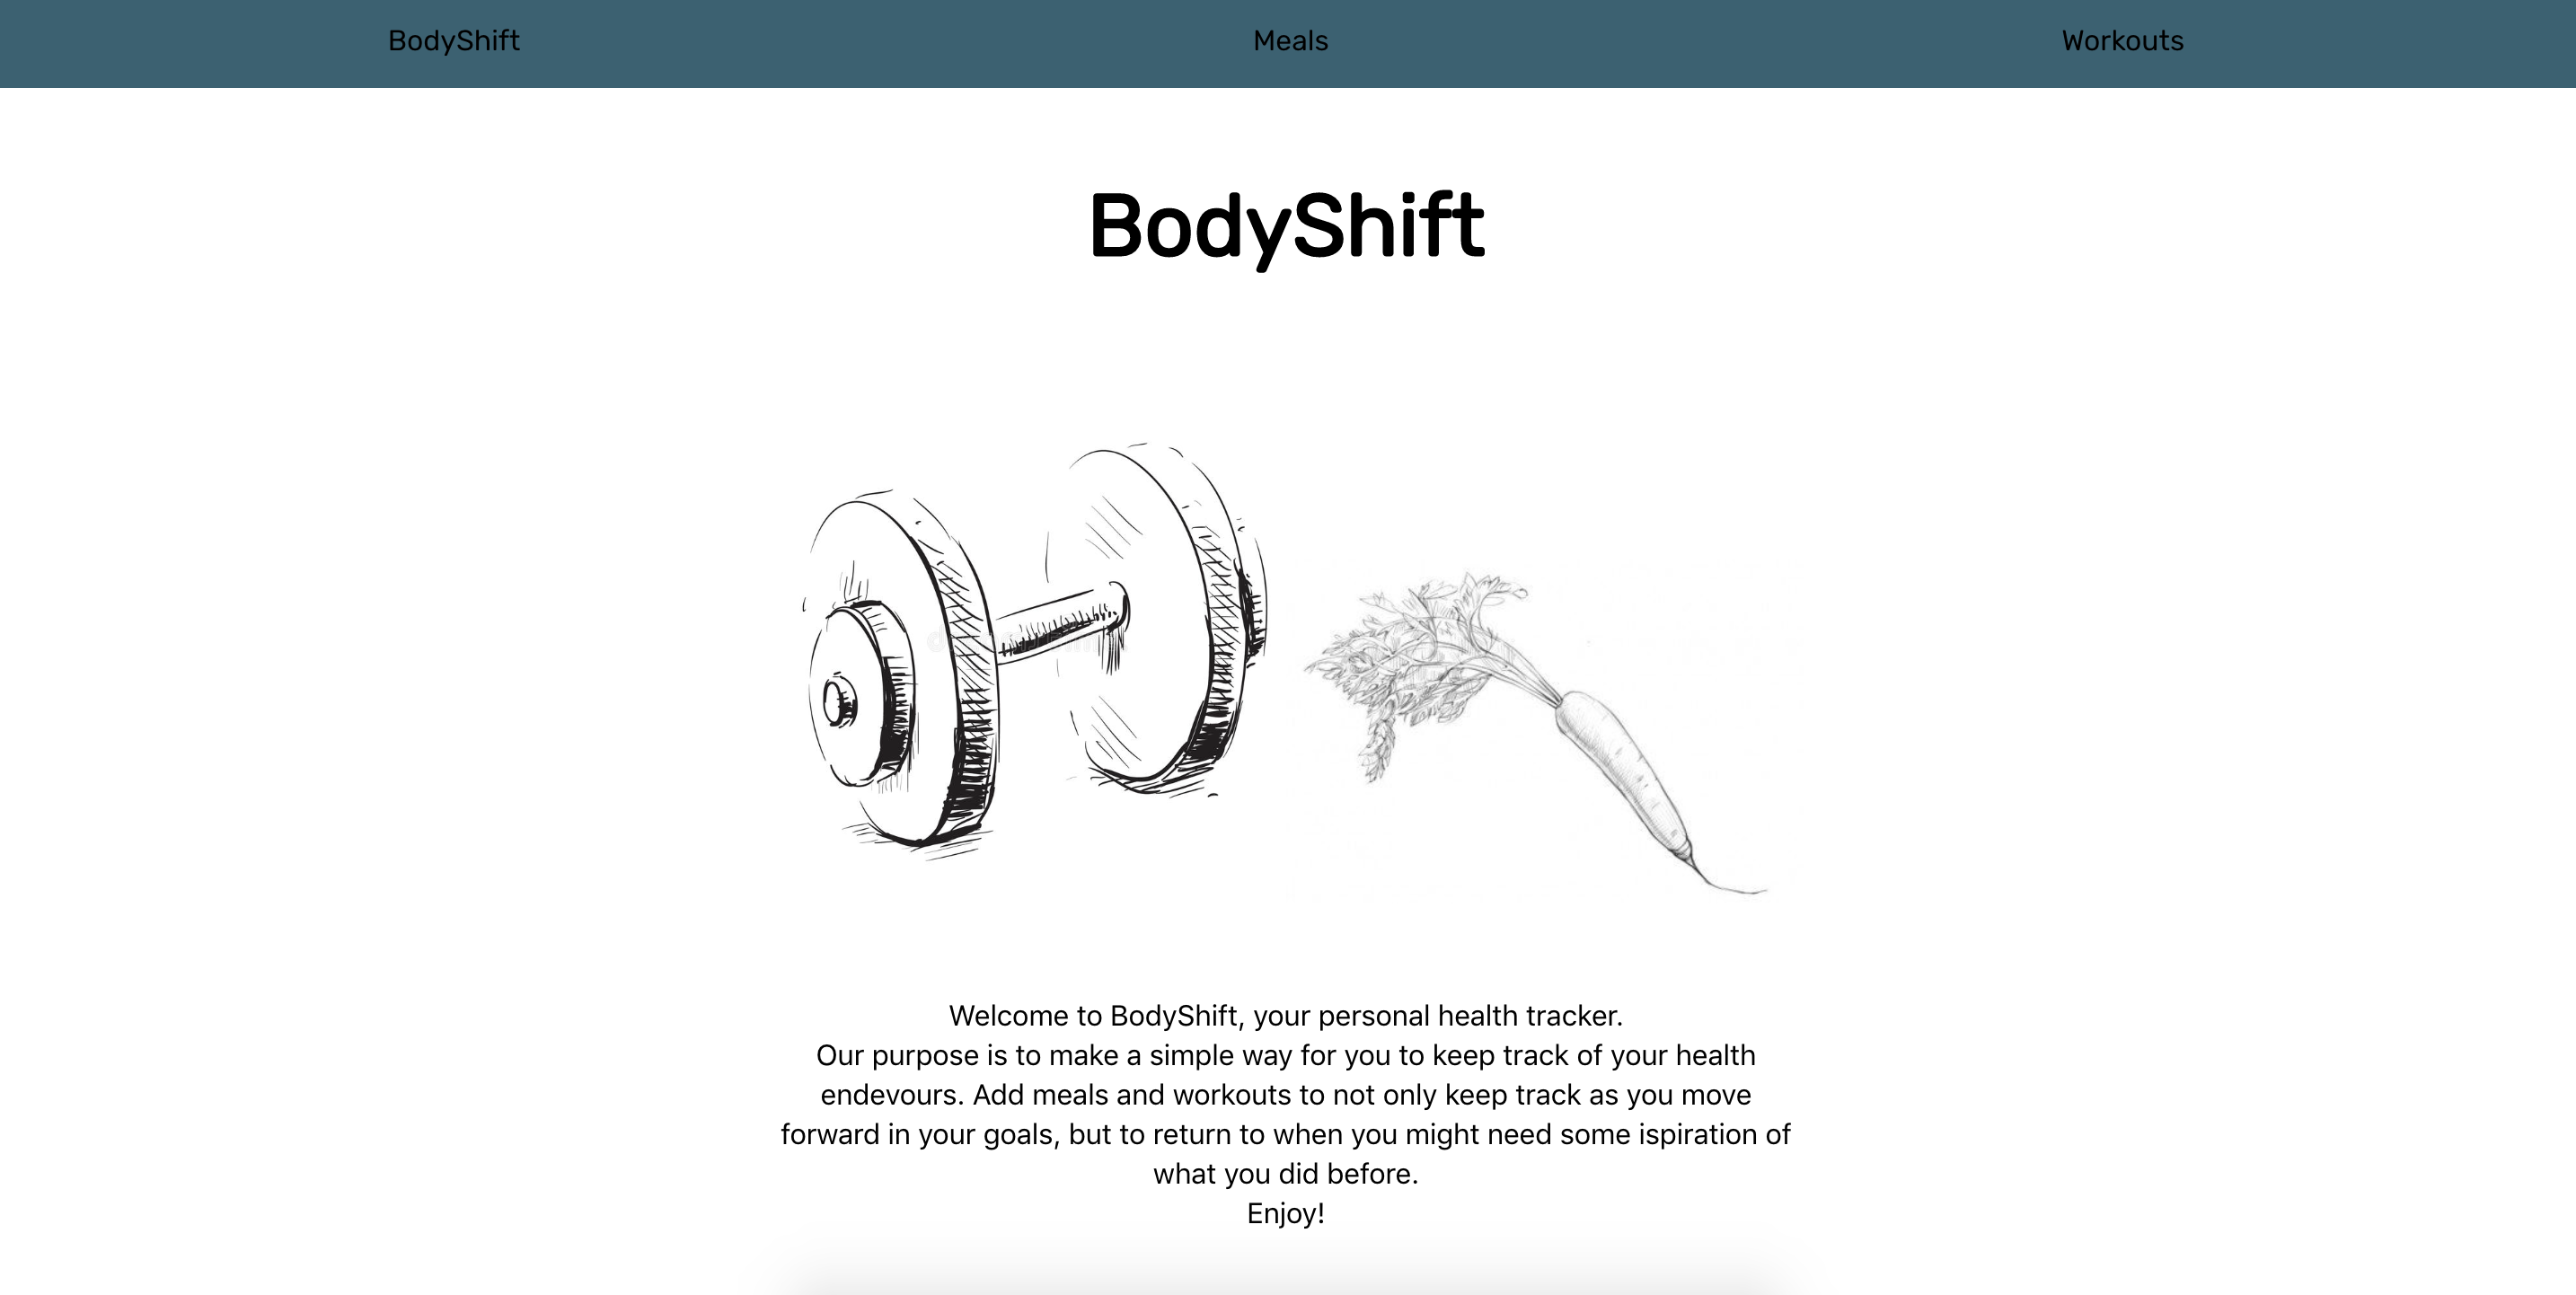 BodyShift Meals Workouts
BodyShift
Welcome to BodyShift, your personal health tracker.
Our purpose is to make a simple way for you to keep track of your health
endevours. Add meals and workouts to not only keep track as you move
forward in your goals, but to return to when you might need some ispiration of
what you did before.
Enjoy!